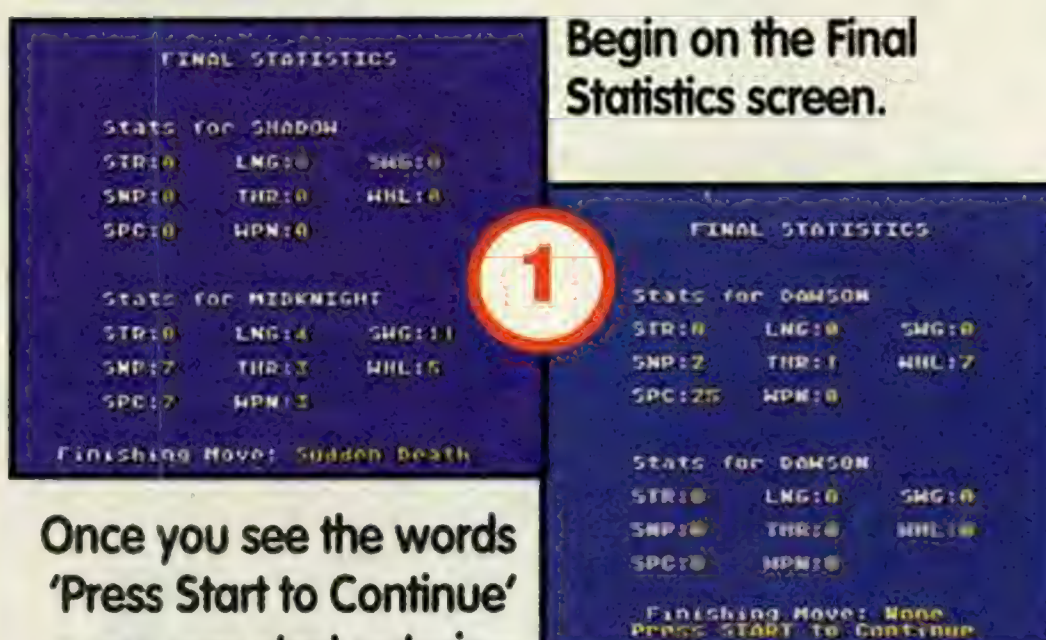 FINAL STATISTICS
Stats for SHADOW
STR:0 LNG:0 SWG:0
SNP:0 THR:0 WHL:0
SPC:0 WPN:0
Stats for MIDKNIGHT
STR:0 LNG:4 SWG:11
SNP:7 THR:3 WHL:5
SPC:7 WPN:3
Finishing Move: Sudden Death
Begin on the Final
Statistics screen.
1
FINAL STATISTICS
Stats for DAWSON
STR:0 LNG:0 SWG:0
SNP:2 THR:1 WHL:7
SPC:25 WPN:0
Stats for DAWSON
STR:0 LNG:0 SWG:0
SNP:0 THR:0 WHL:0
SPC:0 WPN:0
Finishing Move: None
Press START to Continue
Once you see the words
'Press Start to Continue'